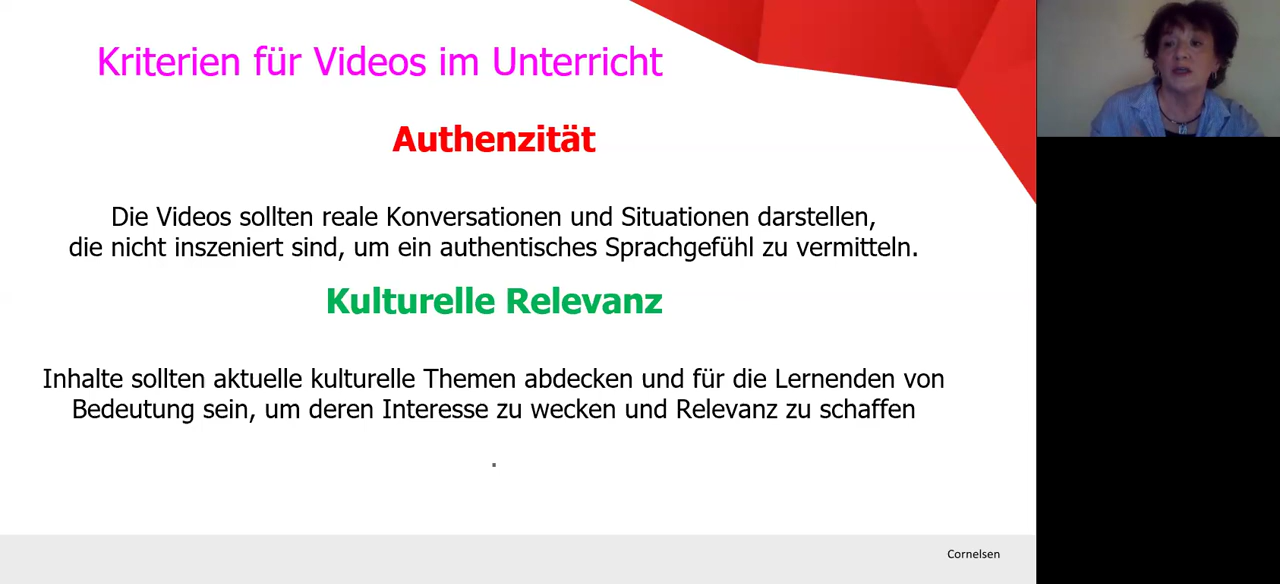 Kriterien für Videos im Unterricht
Authenzität
Die Videos sollten reale Konversationen und Situationen darstellen,
die nicht inszeniert sind, um ein authentisches Sprachgefühl zu vermitteln.
Kulturelle Relevanz
Inhalte sollten aktuelle kulturelle Themen abdecken und für die Lernenden von
Bedeutung sein, um deren Interesse zu wecken und Relevanz zu schaffen
.
Cornelsen